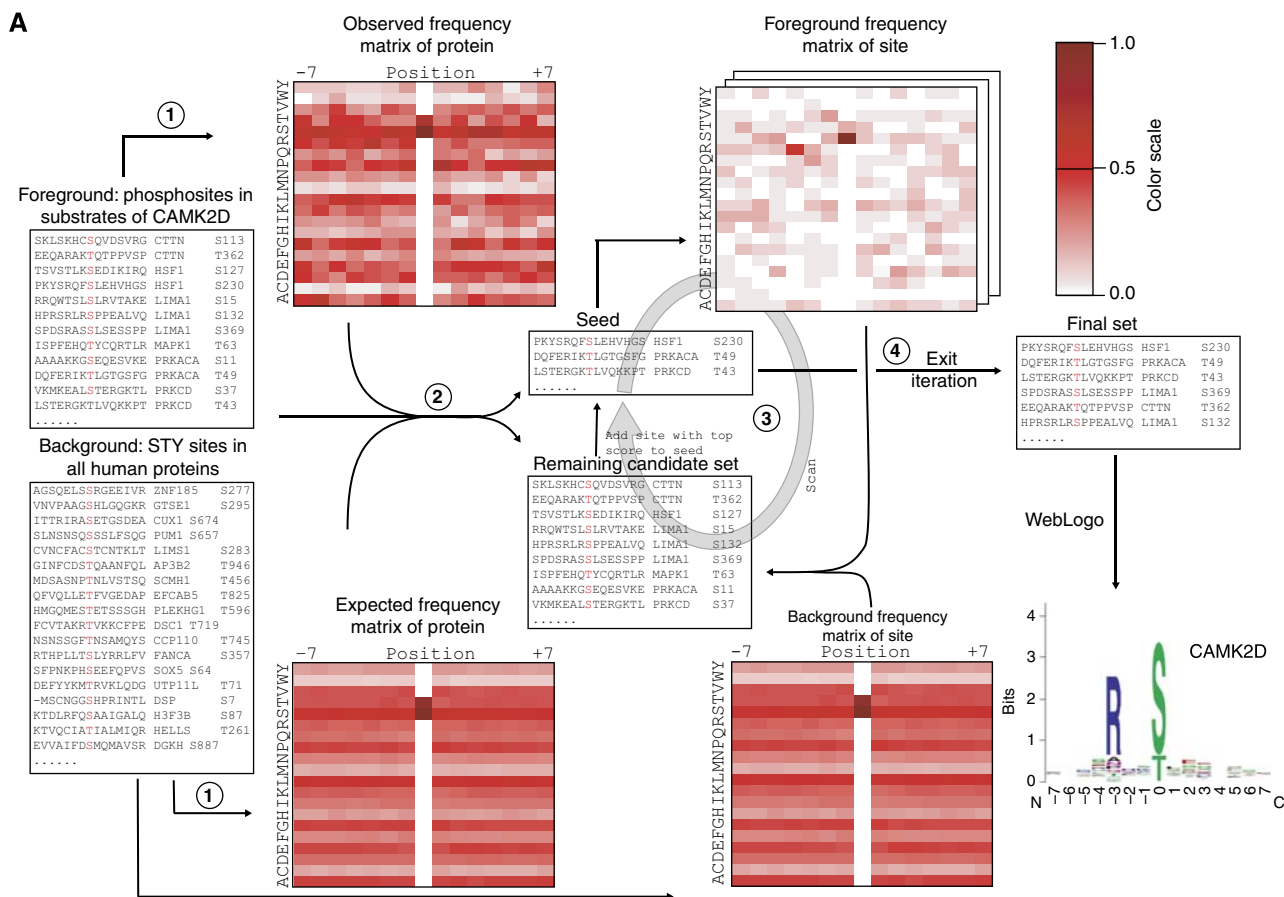 A
Observed frequency
matrix of protein
-7 Position +7
ACDEFGHIKLMNPQRSTVWY
1
Foreground: phosphosites in
substrates of CAMK2D
SKLSKHCSQVDSVRG CTTN S113
EEQARAKTQTPPVSP CTTN T362
TSVSTLKSEDIKIRQ HSF1 S127
PKYSRQFSLEHVHGS HSF1 S230
RRQWTSLSLRVTAKE LIMA1 S15
HPRSRLRSPPEALVQ LIMA1 S132
SPDSRASSLSESSPP LIMA1 S369
ISPFEHQTYCQRTLR MAPK1 T63
AAAAKKGSEQESVKE PRKACA S11
DQFERIKTLGTGSFG PRKACA T49
VKMKEALSTERGKTL PRKCD S37
LSTERGKTLVQKKPT PRKCD T43
......
Background: STY sites in
all human proteins
AGSQELSSRGEEIVR ZNF185 S277
VNVPAAGSHLGQGKR GTSE1 S295
ITTRIRASETGSDEA CUX1 S674
SLNSNSQSSSLFSQG PUM1 S657
CVNCFACSTCNTKLT LIMS1 S283
GINFCDSTQAANFQL AP3B2 T946
MDSASNPTNLVSTSQ SCMH1 T456
QFVQLLETFVGEDAP EFCAB5 T825
HMGQMESTETSSSGH PLEKHG1 T596
FCVTAKRTVKKCFPE DSC1 T719
NSNSSGFTNSAMQYS CCP110 T745
RTHPLLTSLYRRLFV FANCA S357
SFPNKPHSEEFQPVS SOX5 S64
DEFYYKMTRVKLQDG UTP11L T71
-MSCNGGSHPRINTL DSP S7
KTDLRFQSAAIGALQ H3F3B S87
KTVQCIATIALMIQR HELLS T261
EVVAIFDSMQMAVSR DGKH S887
......
1
2
Expected frequency
matrix of protein
-7 Position +7
ACDEFGHIKLMNPQRSTVWY
Seed
PKYSRQFSLEHVHGS HSF1 S230
DQFERIKTLGTGSFG PRKACA T49
LSTERGKTLVQKKPT PRKCD T43
......
3
Add site with top
score to seed
Scan
Remaining candidate set
SKLSKHCSQVDSVRG CTTN S113
EEQARAKTQTPPVSP CTTN T362
TSVSTLKSEDIKIRQ HSF1 S127
RRQWTSLSLRVTAKE LIMA1 S15
HPRSRLRSPPEALVQ LIMA1 S132
SPDSRASSLSESSPP LIMA1 S369
ISPFEHQTYCQRTLR MAPK1 T63
AAAAKKGSEQESVKE PRKACA S11
VKMKEALSTERGKTL PRKCD S37
......
Foreground frequency
matrix of site
ACDEFGHIKLMNPQRSTVWY
1.0
0.5
0.0
Color scale
4
Exit
iteration
Background frequency
matrix of site
-7 Position +7
ACDEFGHIKLMNPQRSTVWY
Final set
PKYSRQFSLEHVHGS HSF1 S230
DQFERIKTLGTGSFG PRKACA T49
LSTERGKTLVQKKPT PRKCD T43
SPDSRASSLSESSPP LIMA1 S369
EEQARAKTQTPPVSP CTTN T362
HPRSRLRSPPEALVQ LIMA1 S132
......
WebLogo
CAMK2D
Bits
4
3
2
1
0
R
S
T
N -7 -6 -5 -4 -3 -2 -1 0 1 2 3 4 5 6 7 C